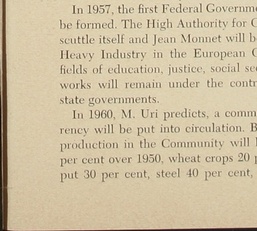 In 1957, the first Federal Governme
be formed. The High Authority for C
scuttle itself and Jean Monnet will b
Heavy Industry in the European C
fields of education, justice, social se
works will remain under the contr
state governments.
In 1960, M. Uri predicts, a comm
rency will be put into circulation. B
production in the Community will
per cent over 1950, wheat crops 20 p
put 30 per cent, steel 40 per cent,